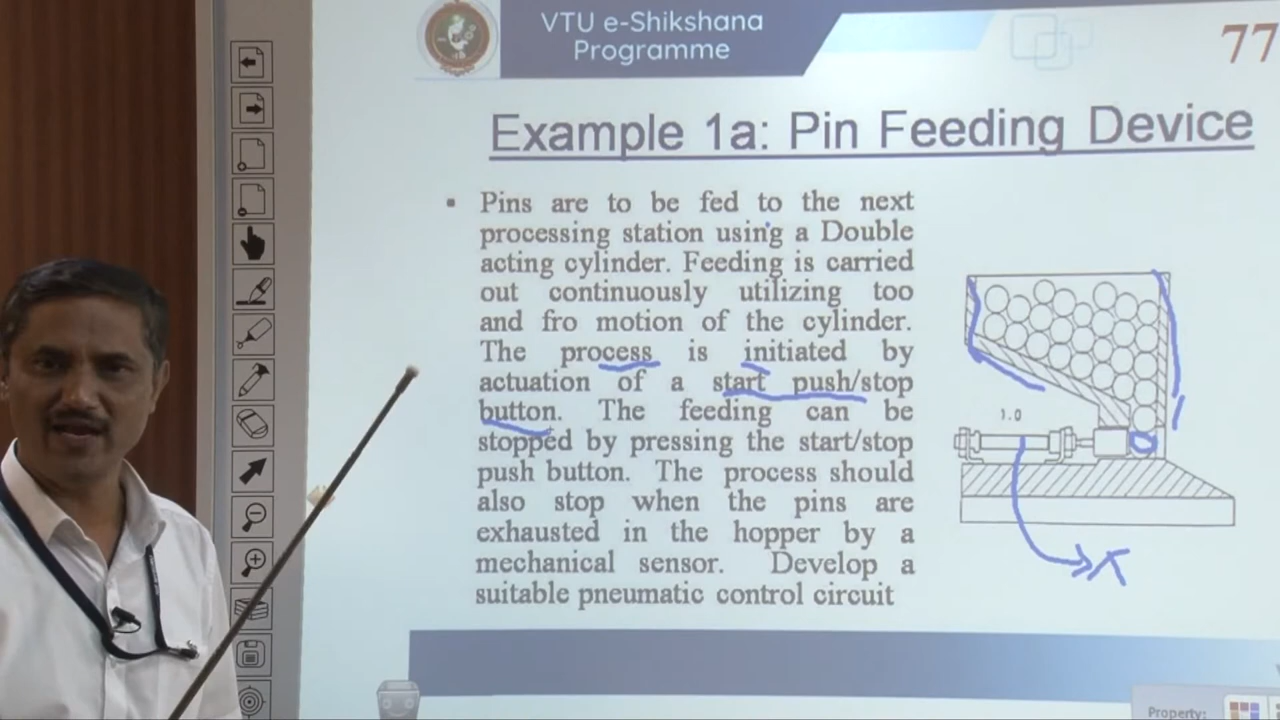 VTU e-Shikshana
Programme
77
Example 1a: Pin Feeding Device
▪ Pins are to be fed to the next
processing station using a Double
acting cylinder. Feeding is carried
out continuously utilizing too
and fro motion of the cylinder.
The process is initiated by
actuation of a start push/stop
button. The feeding can be
stopped by pressing the start/stop
push button. The process should
also stop when the pins are
exhausted in the hopper by a
mechanical sensor. Develop a
suitable pneumatic control circuit
1.0
Property: